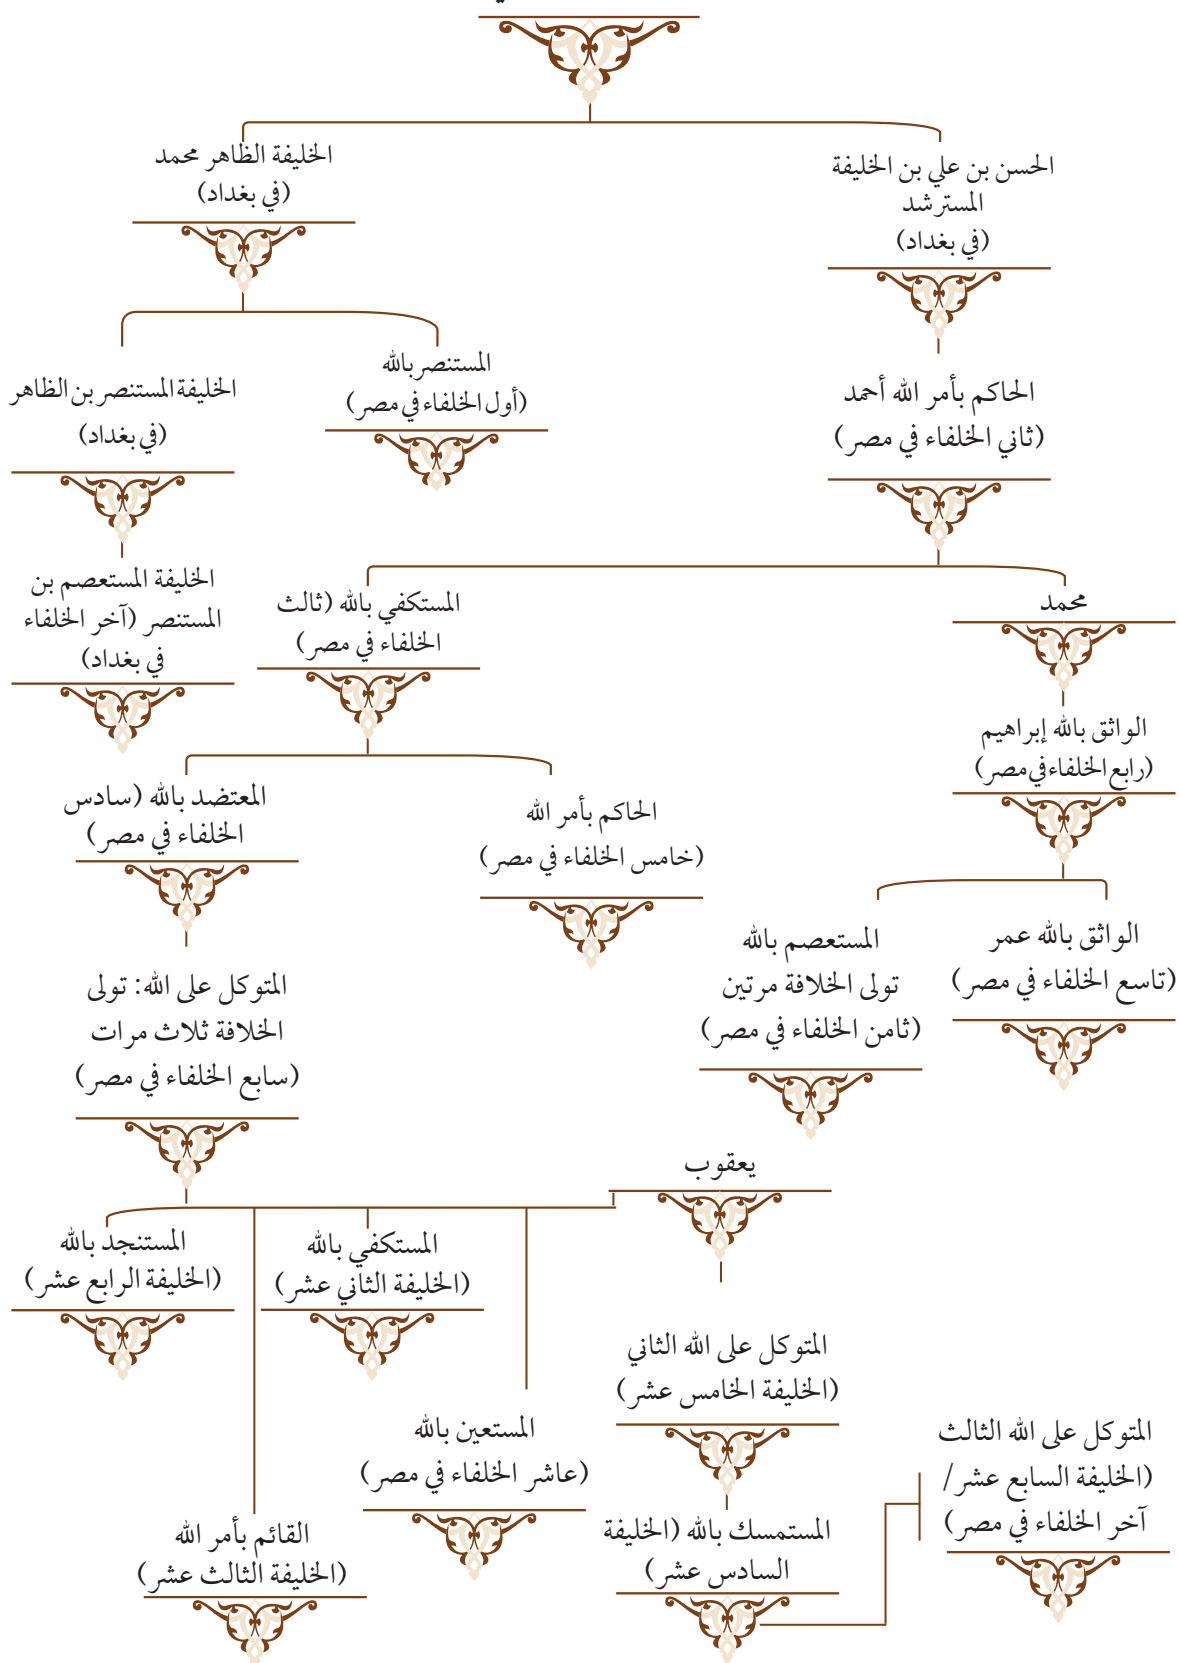 الحسن بن علي بن الخليفة
المسترشد
(في بغداد)
الخليفة الظاهر محمد
(في بغداد)
الحاكم بأمر الله أحمد
(ثاني الخلفاء في مصر)
المستنصر بالله
(أول الخلفاء في مصر)
الخليفة المستنصر بن الظاهر
(في بغداد)
محمد
المستكفي بالله (ثالث
الخلفاء في مصر)
الخليفة المستعصم بن
المستنصر (آخر الخلفاء
في بغداد)
الواثق بالله إبراهيم
(رابع الخلفاء في مصر)
الحاكم بأمر الله
(خامس الخلفاء في مصر)
المعتضد بالله (سادس
الخلفاء في مصر)
الواثق بالله عمر
(تاسع الخلفاء في مصر)
المستعصم بالله
تولى الخلافة مرتين
(ثامن الخلفاء في مصر)
المتوكل على الله: تولى
الخلافة ثلاث مرات
(سابع الخلفاء في مصر)
يعقوب
المستكفي بالله
(الخليفة الثاني عشر)
المستنجد بالله
(الخليفة الرابع عشر)
المتوكل على الله الثاني
(الخليفة الخامس عشر)
المتوكل على الله الثالث
(الخليفة السابع عشر/
آخر الخلفاء في مصر)
المستعين بالله
(عاشر الخلفاء في مصر)
المستمسك بالله (الخليفة
السادس عشر)
القائم بأمر الله
(الخليفة الثالث عشر)